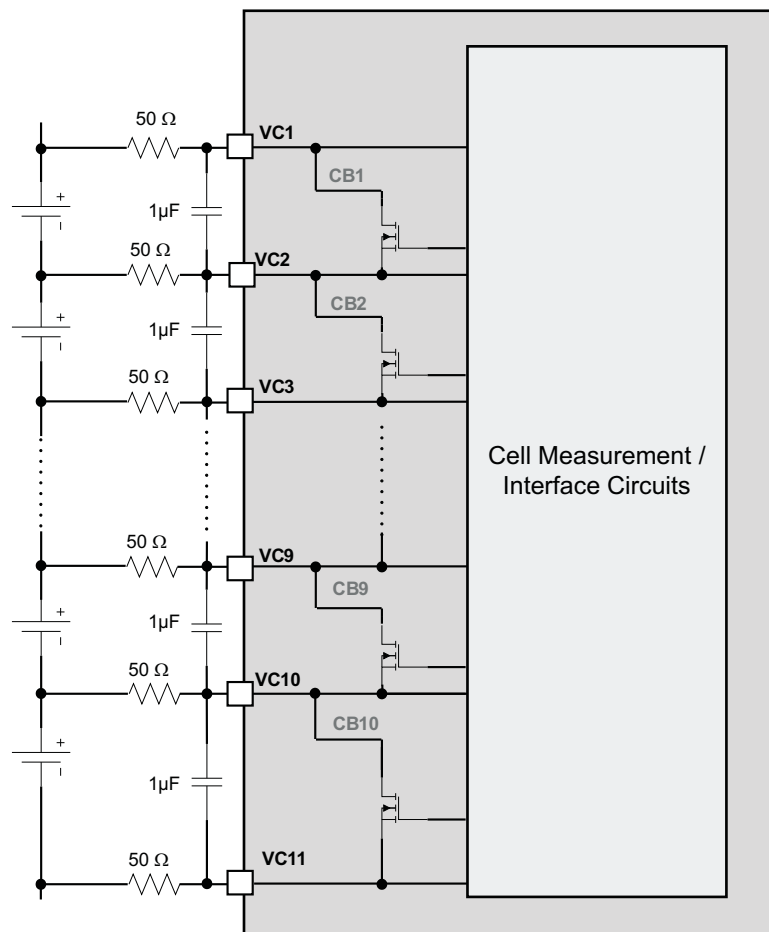 50 Ω
VC1
CB1
+
1µF
-
50 Ω
VC2
CB2
+
1µF
-
50 Ω
VC3
Cell Measurement /
Interface Circuits
50 Ω
VC9
CB9
+
1µF
-
50 Ω
VC10
CB10
+
1µF
-
50 Ω
VC11